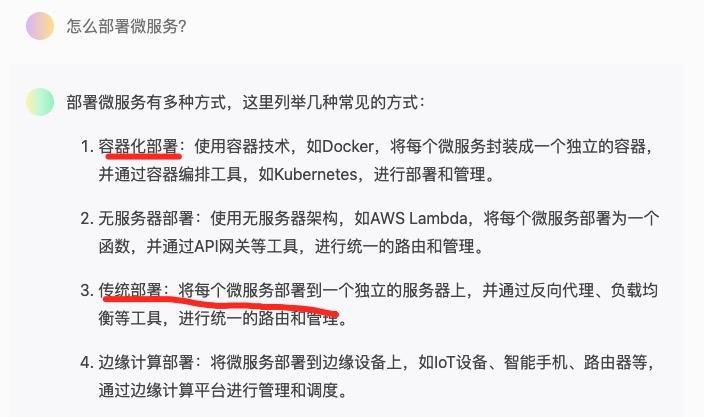 怎么部署微服务?
部署微服务有多种方式，这里列举几种常见的方式：
1. 容器化部署：使用容器技术，如Docker，将每个微服务封装成一个独立的容器，
并通过容器编排工具，如Kubernetes，进行部署和管理。
2. 无服务器部署：使用无服务器架构，如AWS Lambda，将每个微服务部署为一个
函数，并通过API网关等工具，进行统一的路由和管理。
3. 传统部署：将每个微服务部署到一个独立的服务器上，并通过反向代理、负载均
衡等工具，进行统一的路由和管理。
4. 边缘计算部署：将微服务部署到边缘设备上，如IoT设备、智能手机、路由器等，
通过边缘计算平台进行管理和调度。